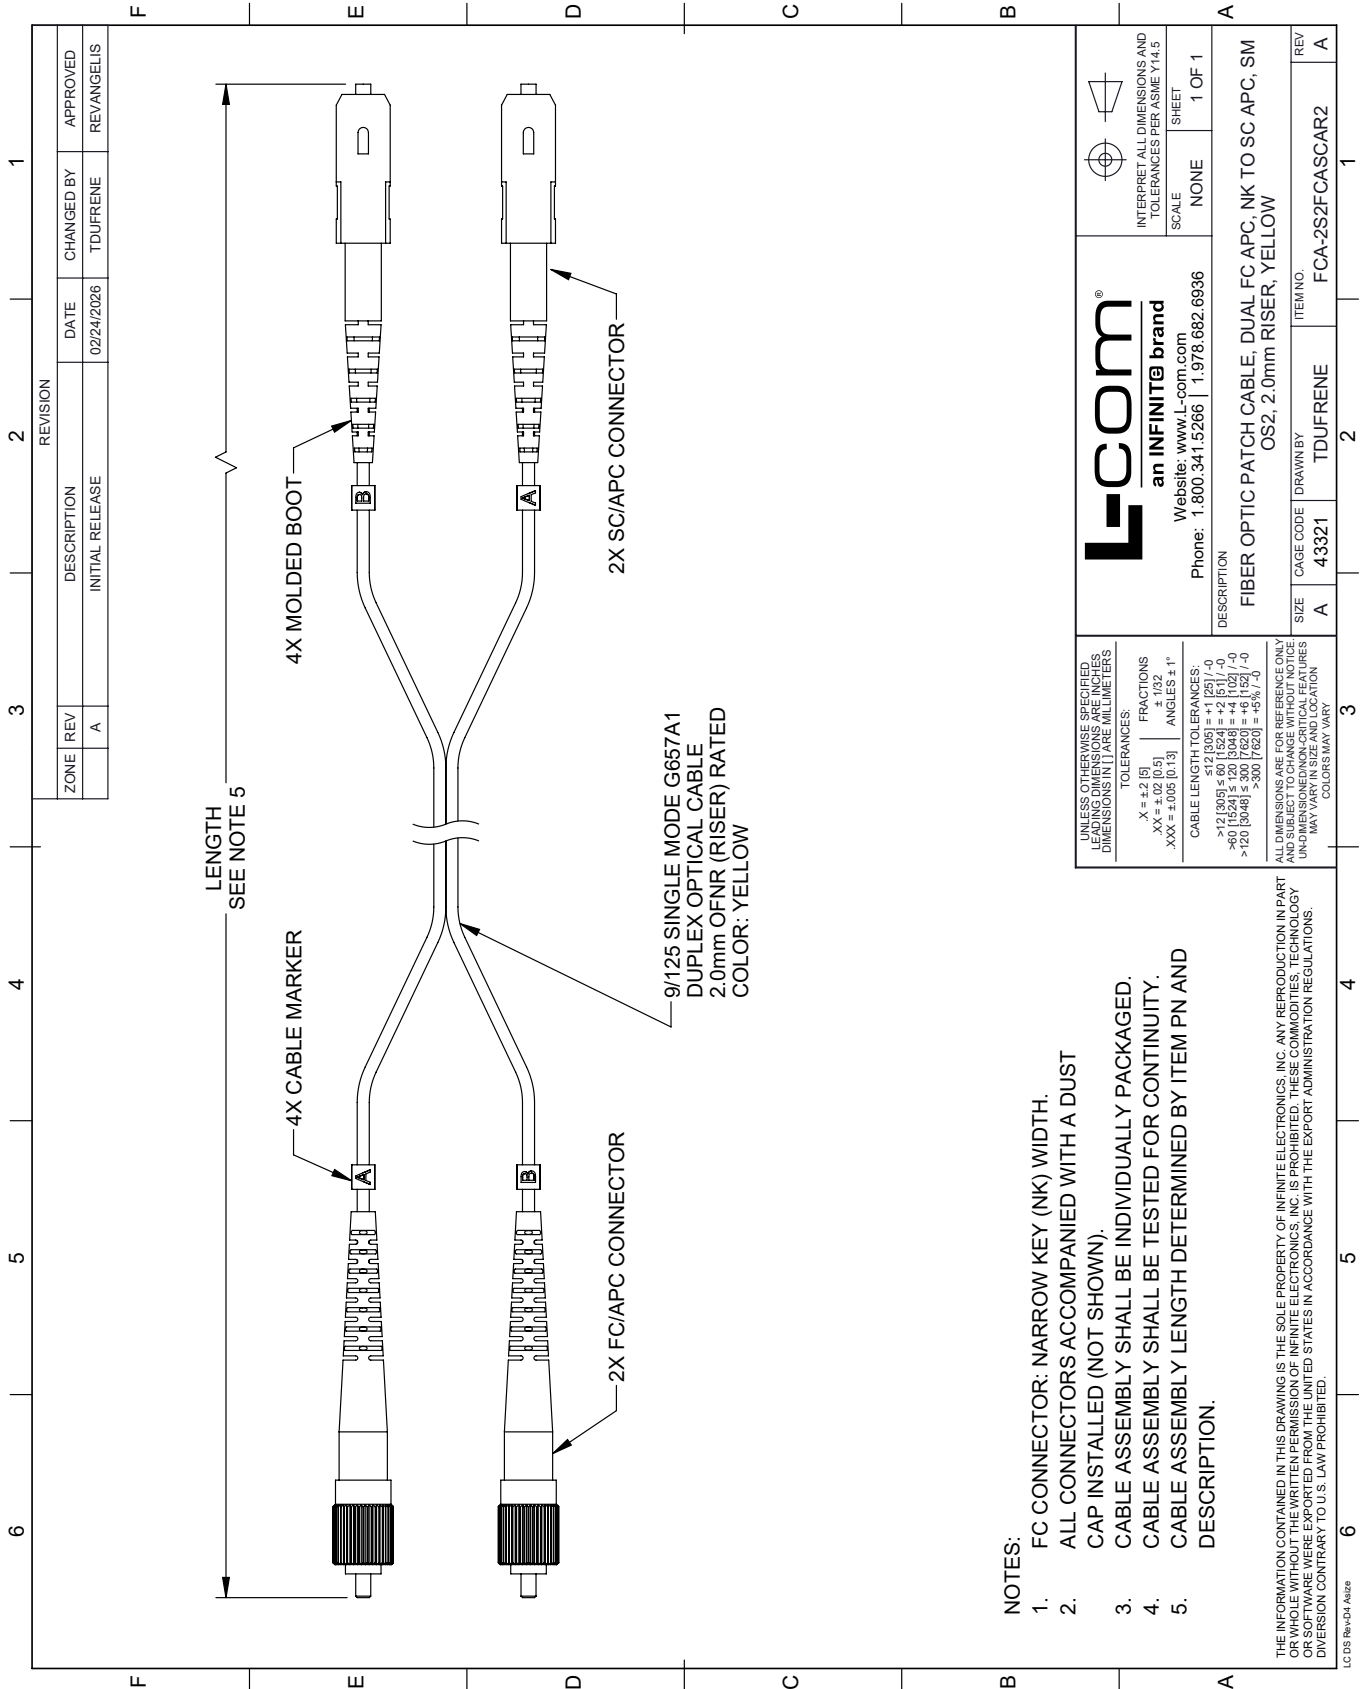 6
5
4
3
2
1
F
E
D
C
B
A
F
E
D
C
B
A
6
5
4
3
2
1
REVISION
ZONE REV DESCRIPTION DATE CHANGED BY APPROVED
A INITIAL RELEASE 02/24/2026 TDUFRENE REVANGELIS
LENGTH
SEE NOTE 5
4X CABLE MARKER
4X MOLDED BOOT
A
B
B
A
2X FC/APC CONNECTOR
2X SC/APC CONNECTOR
9/125 SINGLE MODE G657A1
DUPLEX OPTICAL CABLE
2.0mm OFNR (RISER) RATED
COLOR: YELLOW
NOTES:
1. FC CONNECTOR: NARROW KEY (NK) WIDTH.
2. ALL CONNECTORS ACCOMPANIED WITH A DUST
CAP INSTALLED (NOT SHOWN).
3. CABLE ASSEMBLY SHALL BE INDIVIDUALLY PACKAGED.
4. CABLE ASSEMBLY SHALL BE TESTED FOR CONTINUITY.
5. CABLE ASSEMBLY LENGTH DETERMINED BY ITEM PN AND
DESCRIPTION.
THE INFORMATION CONTAINED IN THIS DRAWING IS THE SOLE PROPERTY OF INFINITE ELECTRONICS, INC. ANY REPRODUCTION IN PART
OR WHOLE WITHOUT THE WRITTEN PERMISSION OF INFINITE ELECTRONICS, INC. IS PROHIBITED. THESE COMMODITIES, TECHNOLOGY
OR SOFTWARE WERE EXPORTED FROM THE UNITED STATES IN ACCORDANCE WITH THE EXPORT ADMINISTRATION REGULATIONS.
DIVERSION CONTRARY TO U.S. LAW PROHIBITED.
LC DS Rev-D4 Asize
UNLESS OTHERWISE SPECIFIED
LEADING DIMENSIONS ARE INCHES
DIMENSIONS IN [ ] ARE MILLIMETERS
TOLERANCES:
.X = ±.2 [5] FRACTIONS
.XX = ±.02 [0.5] ± 1/32
.XXX = ±.005 [0.13] ANGLES ± 1°
CABLE LENGTH TOLERANCES:
≤12 [305] = +1 [25] / -0
>12 [305] ≤ 60 [1524] = +2 [51] / -0
>60 [1524] ≤ 120 [3048] = +4 [102] / -0
>120 [3048] ≤ 300 [7620] = +6 [152] / -0
>300 [7620] = +5% / -0
ALL DIMENSIONS ARE FOR REFERENCE ONLY
AND SUBJECT TO CHANGE WITHOUT NOTICE.
UN-DIMENSIONED/NON-CRITICAL FEATURES
MAY VARY IN SIZE AND LOCATION
COLORS MAY VARY
L-com®
an INFINIT@ brand
Website: www.L-com.com
Phone: 1.800.341.5266 | 1.978.682.6936
INTERPRET ALL DIMENSIONS AND
TOLERANCES PER ASME Y14.5
SCALE SHEET
NONE 1 OF 1
DESCRIPTION
FIBER OPTIC PATCH CABLE, DUAL FC APC, NK TO SC APC, SM
OS2, 2.0mm RISER, YELLOW
SIZE CAGE CODE DRAWN BY ITEM NO. REV
A 43321 TDUFRENE FCA-2S2FCASCAR2 A